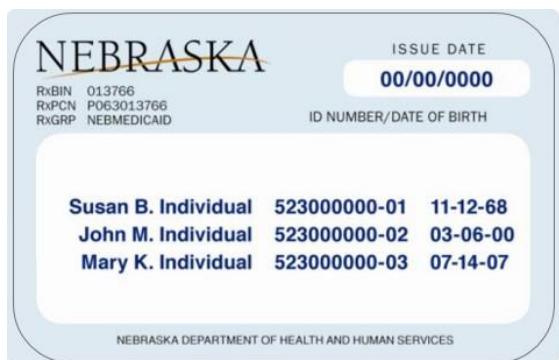 NEBRASKA
ISSUE DATE
00/00/0000
RxBIN 013766
RxPCN P063013766
RxGRP NEBMEDICAID
ID NUMBER/DATE OF BIRTH
Susan B. Individual 523000000-01 11-12-68
John M. Individual 523000000-02 03-06-00
Mary K. Individual 523000000-03 07-14-07
NEBRASKA DEPARTMENT OF HEALTH AND HUMAN SERVICES